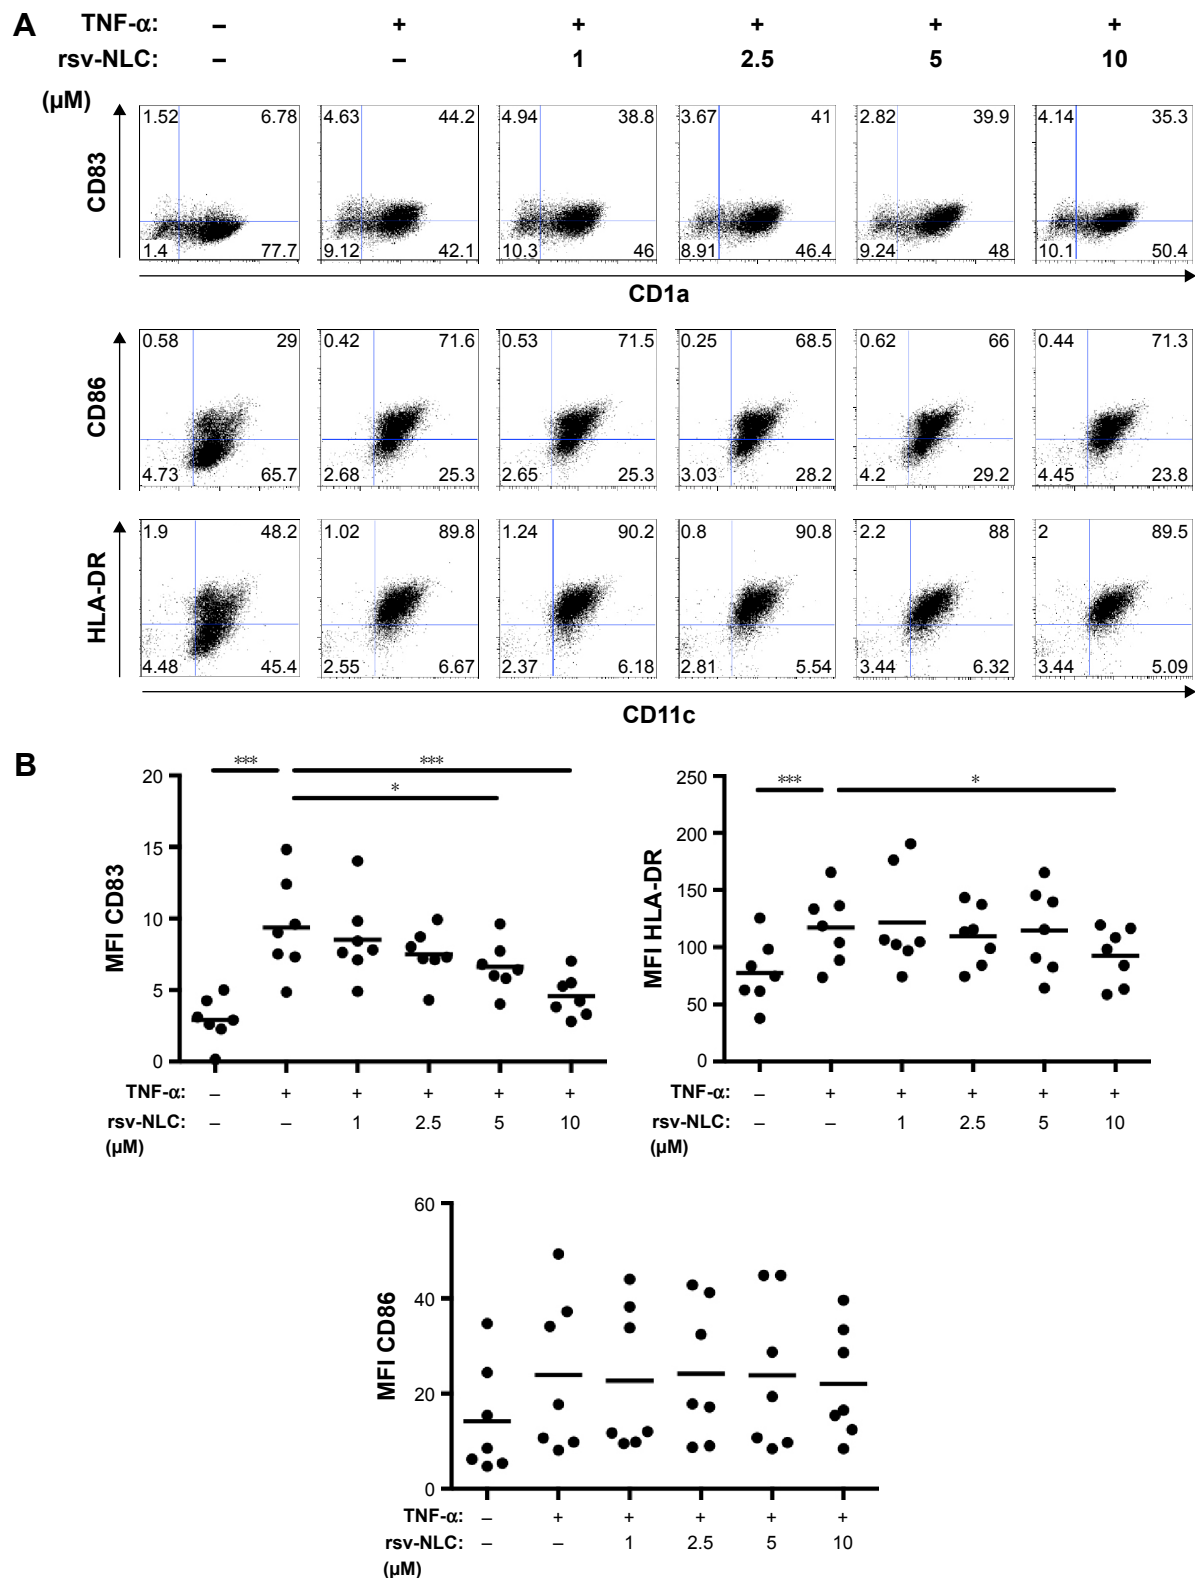 A
TNF-α: – + + + + +
rsv-NLC: – – 1 2.5 5 10
(μM)
CD83
1.52 6.78 4.63 44.2 4.94 38.8 3.67 41 2.82 39.9 4.14 35.3
1.4 77.7 9.12 42.1 10.3 46 8.91 46.4 9.24 48 10.1 50.4
CD1a
CD86
0.58 29 0.42 71.6 0.53 71.5 0.25 68.5 0.62 66 0.44 71.3
4.73 65.7 2.68 25.3 2.65 25.3 3.03 28.2 4.2 29.2 4.45 23.8
HLA-DR
1.9 48.2 1.02 89.8 1.24 90.2 0.8 90.8 2.2 88 2 89.5
4.48 45.4 2.55 6.67 2.37 6.18 2.81 5.54 3.44 6.32 3.44 5.09
CD11c
B
MFI CD83
*** ***
*
20
15
10
5
0
TNF-α: – + + + + +
rsv-NLC: – – 1 2.5 5 10
(μM)
MFI HLA-DR
*** *
250
200
150
100
50
0
TNF-α: – + + + + +
rsv-NLC: – – 1 2.5 5 10
(μM)
MFI CD86
60
40
20
0
TNF-α: – + + + + +
rsv-NLC: – – 1 2.5 5 10
(μM)